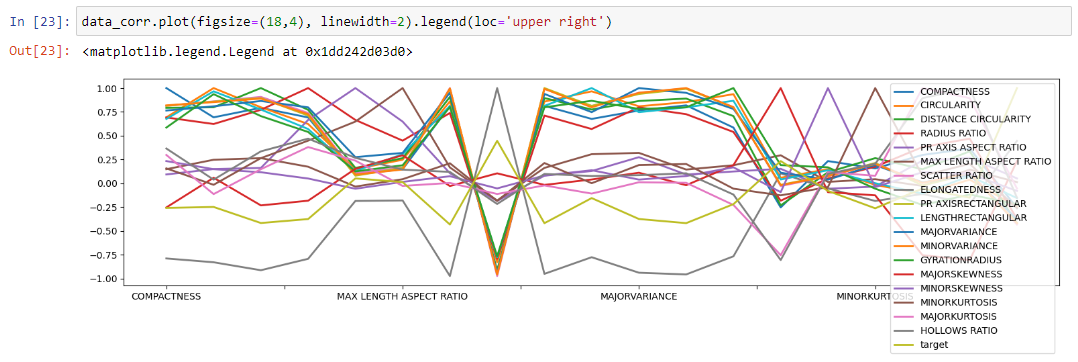 In [23]: data_corr.plot(figsize=(18,4), linewidth=2).legend(loc='upper right')
Out[23]: <matplotlib.legend.Legend at 0x1dd242d03d0>
1.00
0.75
0.50
0.25
0.00
−0.25
−0.50
−0.75
−1.00
COMPACTNESS
MAX LENGTH ASPECT RATIO
MAJORVARIANCE
MINORKURTOSIS
COMPACTNESS
CIRCULARITY
DISTANCE CIRCULARITY
RADIUS RATIO
PR AXIS ASPECT RATIO
MAX LENGTH ASPECT RATIO
SCATTER RATIO
ELONGATEDNESS
PR AXISRECTANGULAR
LENGTHRECTANGULAR
MAJORVARIANCE
MINORVARIANCE
GYRATIONRADIUS
MAJORSKEWNESS
MINORSKEWNESS
MINORKURTOSIS
MAJORKURTOSIS
HOLLOWS RATIO
target